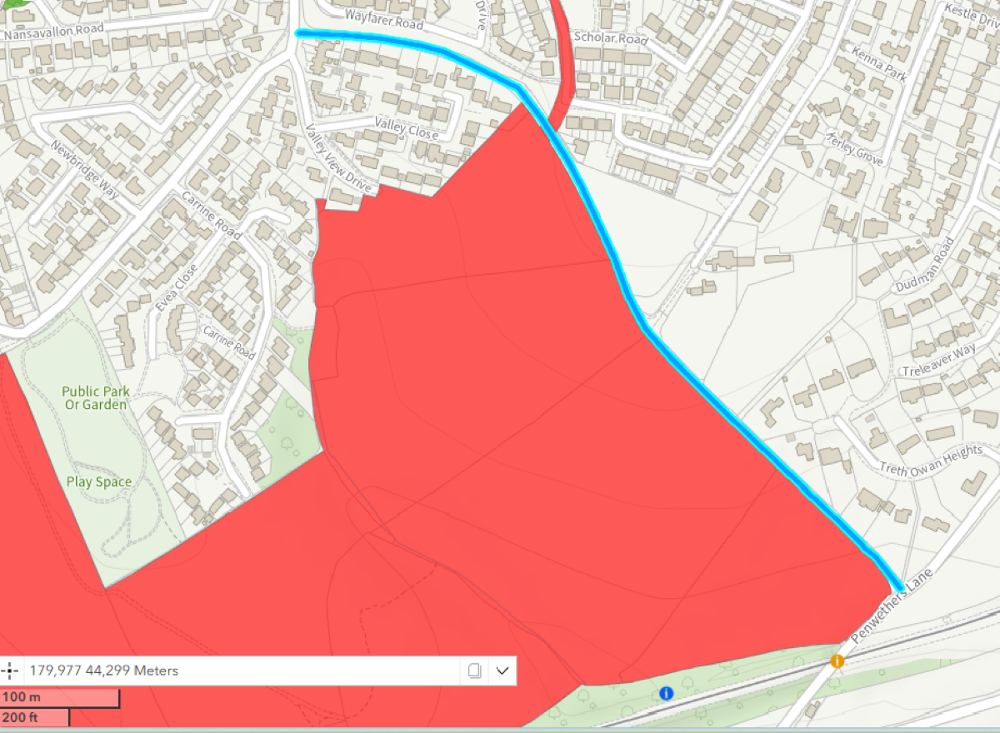 Wayfarer Road
Drive
Nansavallon Road
Scholar Road
Kestle Drive
Kenna Park
Valley Close
Valley View Drive
Kerley Grove
Newbridge Way
Carrine Road
Evea Close
Dudman Road
Carrine Road
Treleaver Way
Public Park
Or Garden
Treth Owan Heights
Play Space
Penwethers Lane
179,977 44,299 Meters
100 m
200 ft